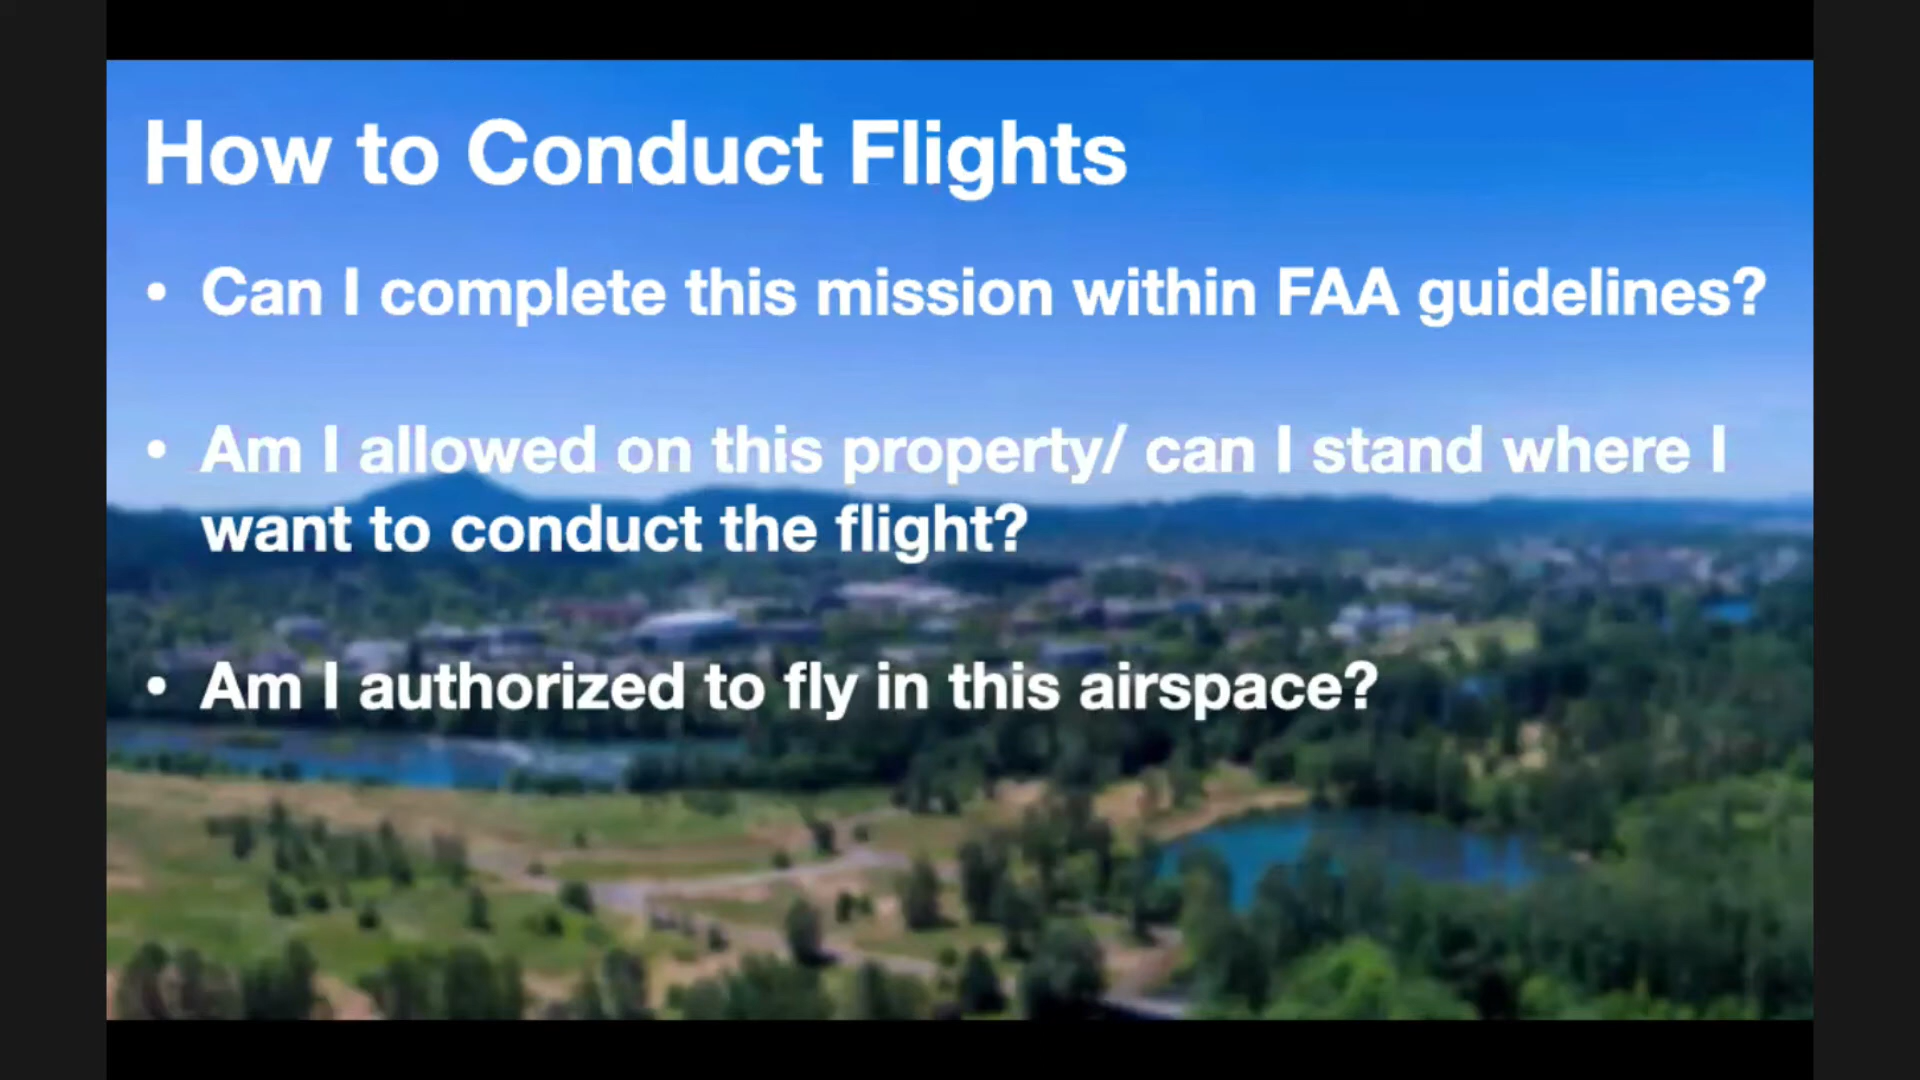 How to Conduct Flights
• Can I complete this mission within FAA guidelines?
• Am I allowed on this property/ can I stand where I
want to conduct the flight?
• Am I authorized to fly in this airspace?